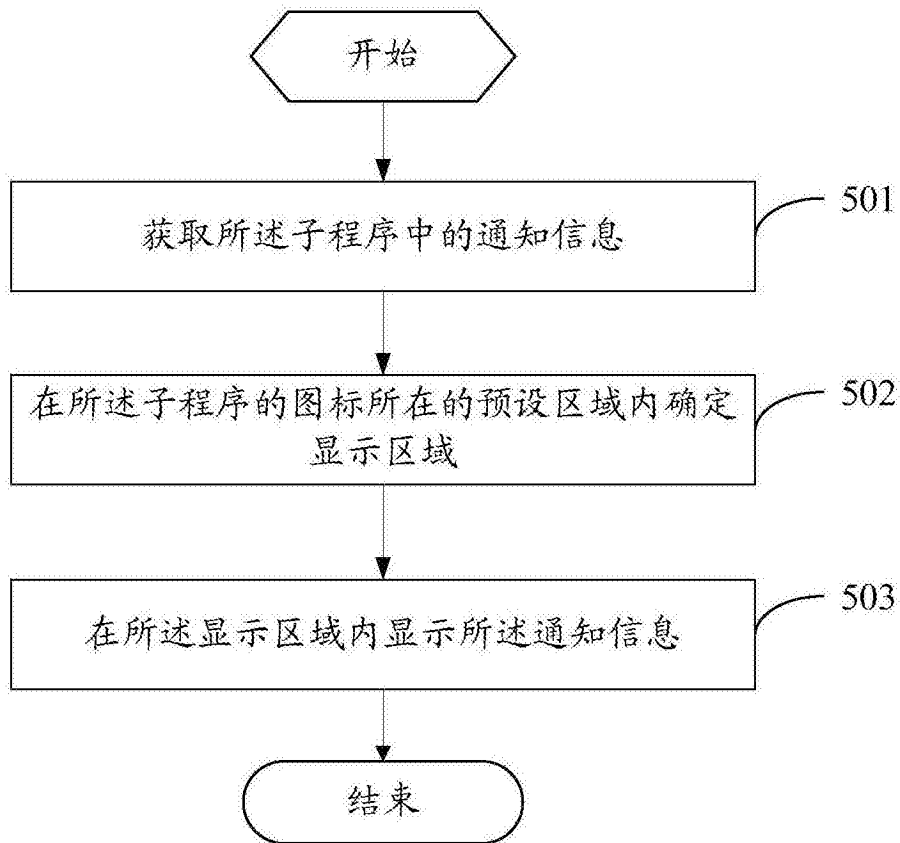 开始
获取所述子程序中的通知信息
501
在所述子程序的图标所在的预设区域内确定
显示区域
502
在所述显示区域内显示所述通知信息
503
结束